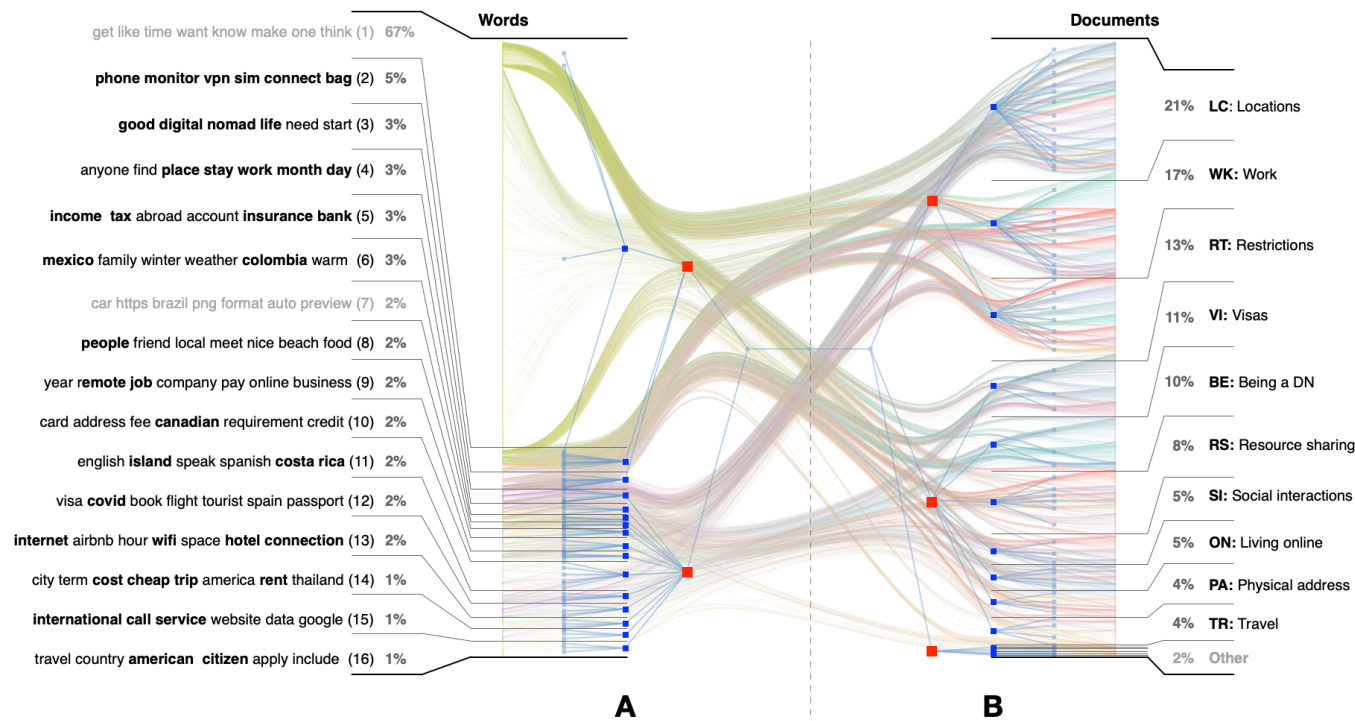 Words
Documents
get like time want know make one think (1) 67%
phone monitor vpn sim connect bag (2) 5%
good digital nomad life need start (3) 3%
anyone find place stay work month day (4) 3%
income tax abroad account insurance bank (5) 3%
mexico family winter weather colombia warm (6) 3%
car https brazil png format auto preview (7) 2%
people friend local meet nice beach food (8) 2%
year remote job company pay online business (9) 2%
card address fee canadian requirement credit (10) 2%
english island speak spanish costa rica (11) 2%
visa covid book flight tourist spain passport (12) 2%
internet airbnb hour wifi space hotel connection (13) 2%
city term cost cheap trip america rent thailand (14) 1%
international call service website data google (15) 1%
travel country american citizen apply include (16) 1%
21% LC: Locations
17% WK: Work
13% RT: Restrictions
11% VI: Visas
10% BE: Being a DN
8% RS: Resource sharing
5% SI: Social interactions
5% ON: Living online
4% PA: Physical address
4% TR: Travel
2% Other
A
B